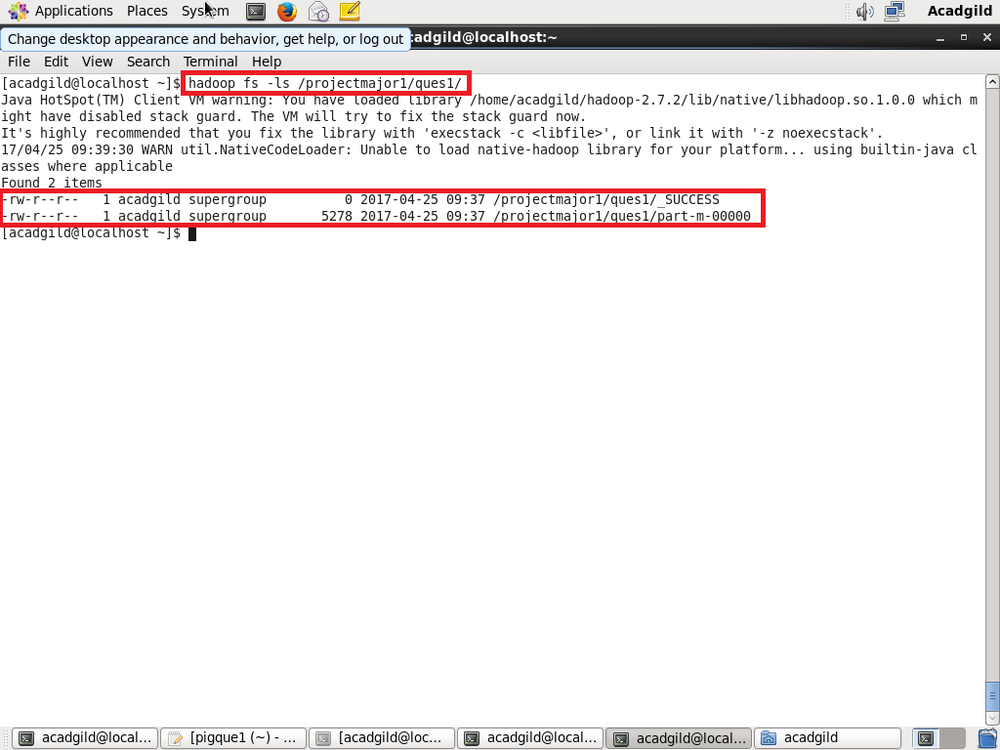 Applications Places System Acadgild
Change desktop appearance and behavior, get help, or log out
cadgild@localhost:~
File Edit View Search Terminal Help
[acadgild@localhost ~]$ hadoop fs -ls /projectmajor1/ques1/
Java HotSpot(TM) Client VM warning: You have loaded library /home/acadgild/hadoop-2.7.2/lib/native/libhadoop.so.1.0.0 which m
ight have disabled stack guard. The VM will try to fix the stack guard now.
It's highly recommended that you fix the library with 'execstack -c <libfile>', or link it with '-z noexecstack'.
17/04/25 09:39:30 WARN util.NativeCodeLoader: Unable to load native-hadoop library for your platform... using builtin-java cl
asses where applicable
Found 2 items
-rw-r--r--   1 acadgild supergroup          0 2017-04-25 09:37 /projectmajor1/ques1/_SUCCESS
-rw-r--r--   1 acadgild supergroup       5278 2017-04-25 09:37 /projectmajor1/ques1/part-m-00000
[acadgild@localhost ~]$
acadgild@local... [pigque1 (~) - ... [acadgild@loc... acadgild@local... acadgild@local... acadgild